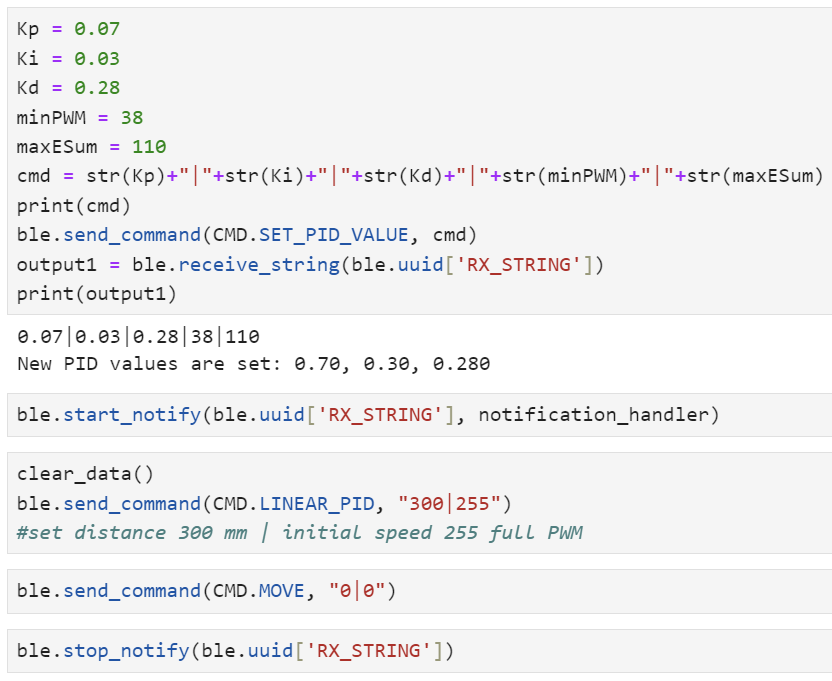 Kp = 0.07
Ki = 0.03
Kd = 0.28
minPWM = 38
maxESum = 110
cmd = str(Kp)+"|"+str(Ki)+"|"+str(Kd)+"|"+str(minPWM)+"|"+str(maxESum)
print(cmd)
ble.send_command(CMD.SET_PID_VALUE, cmd)
output1 = ble.receive_string(ble.uuid['RX_STRING'])
print(output1)
0.07|0.03|0.28|38|110
New PID values are set: 0.70, 0.30, 0.280
ble.start_notify(ble.uuid['RX_STRING'], notification_handler)
clear_data()
ble.send_command(CMD.LINEAR_PID, "300|255")
#set distance 300 mm | initial speed 255 full PWM
ble.send_command(CMD.MOVE, "0|0")
ble.stop_notify(ble.uuid['RX_STRING'])